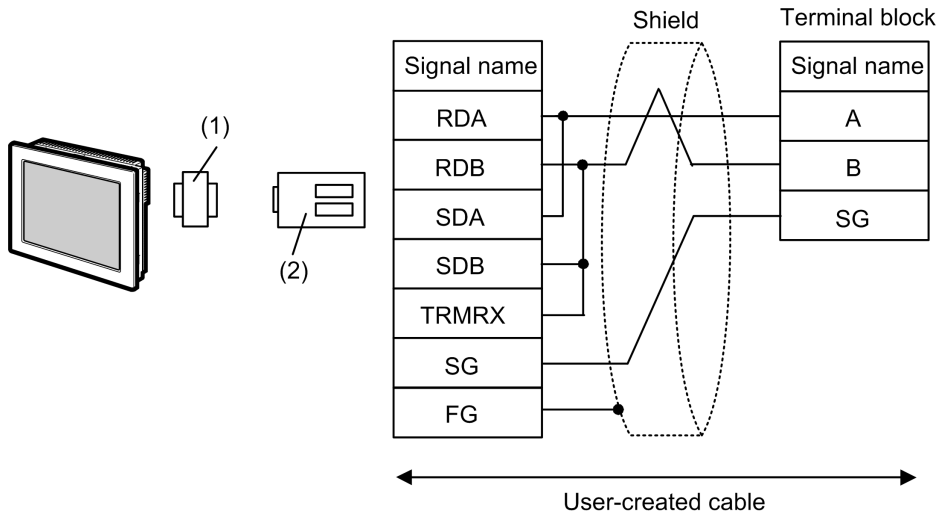 Shield
Terminal block
(1)
(2)
Signal name
RDA
RDB
SDA
SDB
TRMRX
SG
FG
Signal name
A
B
SG
User-created cable